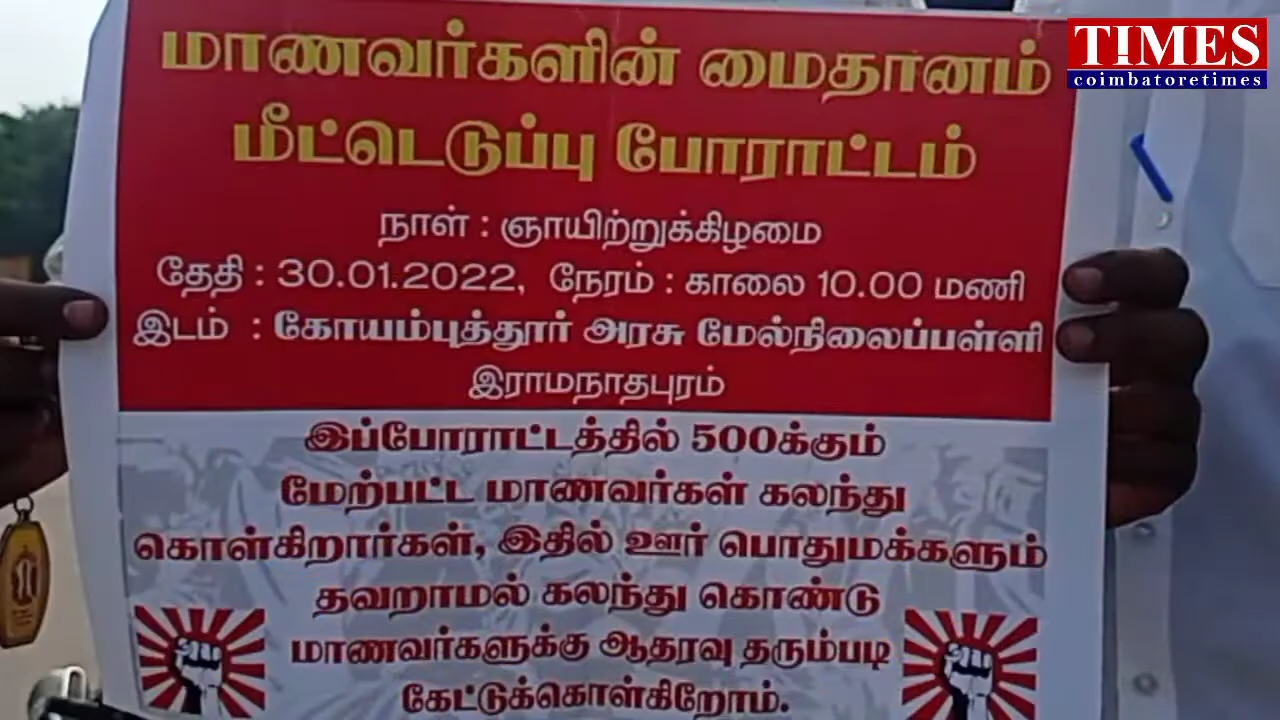 TIMES
coimbatoretimes
மாணவர்களின் மைதானம்
மீட்டெடுப்பு போராட்டம்
நாள் : ஞாயிற்றுக்கிழமை
தேதி : 30.01.2022, நேரம் : காலை 10.00 மணி
இடம் : கோயம்புத்தூர் அரசு மேல்நிலைப்பள்ளி
இராமநாதபுரம்
இப்போராட்டத்தில் 500க்கும்
மேற்பட்ட மாணவர்கள் கலந்து
கொள்கிறார்கள், இதில் ஊர் பொதுமக்களும்
தவறாமல் கலந்து கொண்டு
மாணவர்களுக்கு ஆதரவு தரும்படி
கேட்டுக்கொள்கிறோம்.